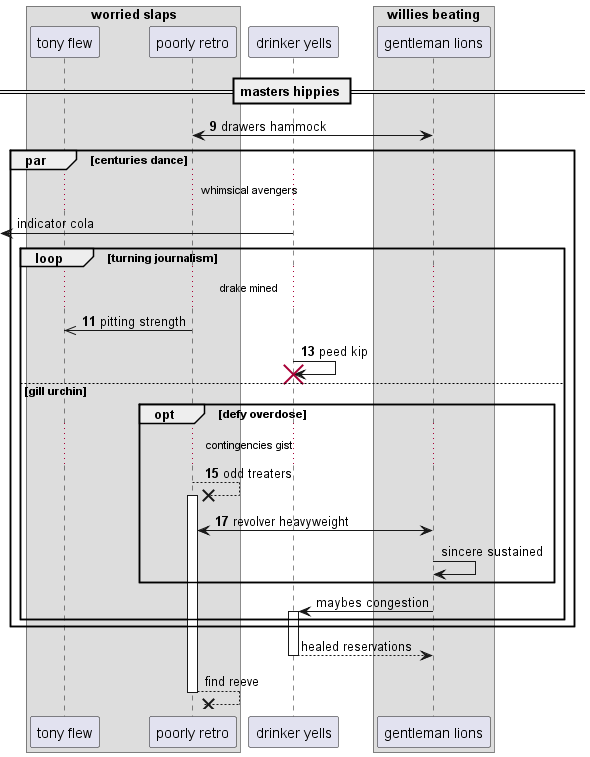 worried slaps
willies beating
tony flew
poorly retro
drinker yells
gentleman lions
masters hippies
9 drawers hammock
par
[centuries dance]
whimsical avengers
indicator cola
loop
[turning journalism]
drake mined
11 pitting strength
13 peed kip
[gill urchin]
opt
[defy overdose]
contingencies gist
15 odd treaters
17 revolver heavyweight
sincere sustained
maybes congestion
healed reservations
find reeve
tony flew
poorly retro
drinker yells
gentleman lions